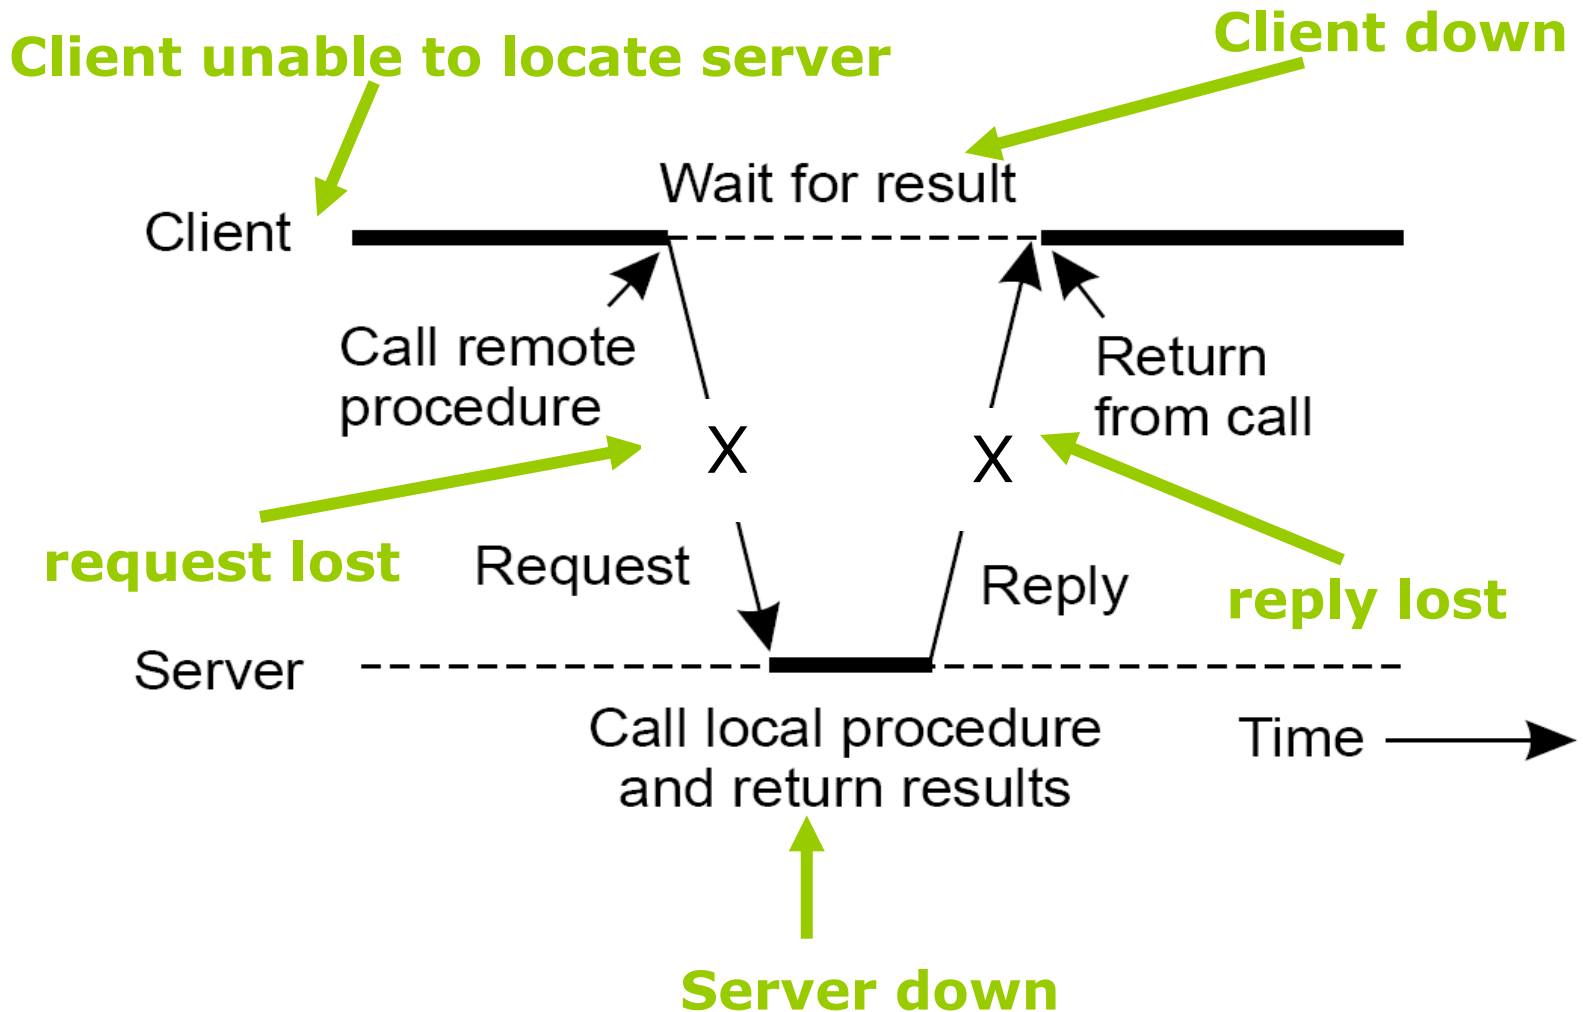 Client unable to locate server
Client down
Wait for result
Client
Call remote
procedure
Return
from call
X
X
request lost
Request
Reply
reply lost
Server
Call local procedure
and return results
Time
Server down